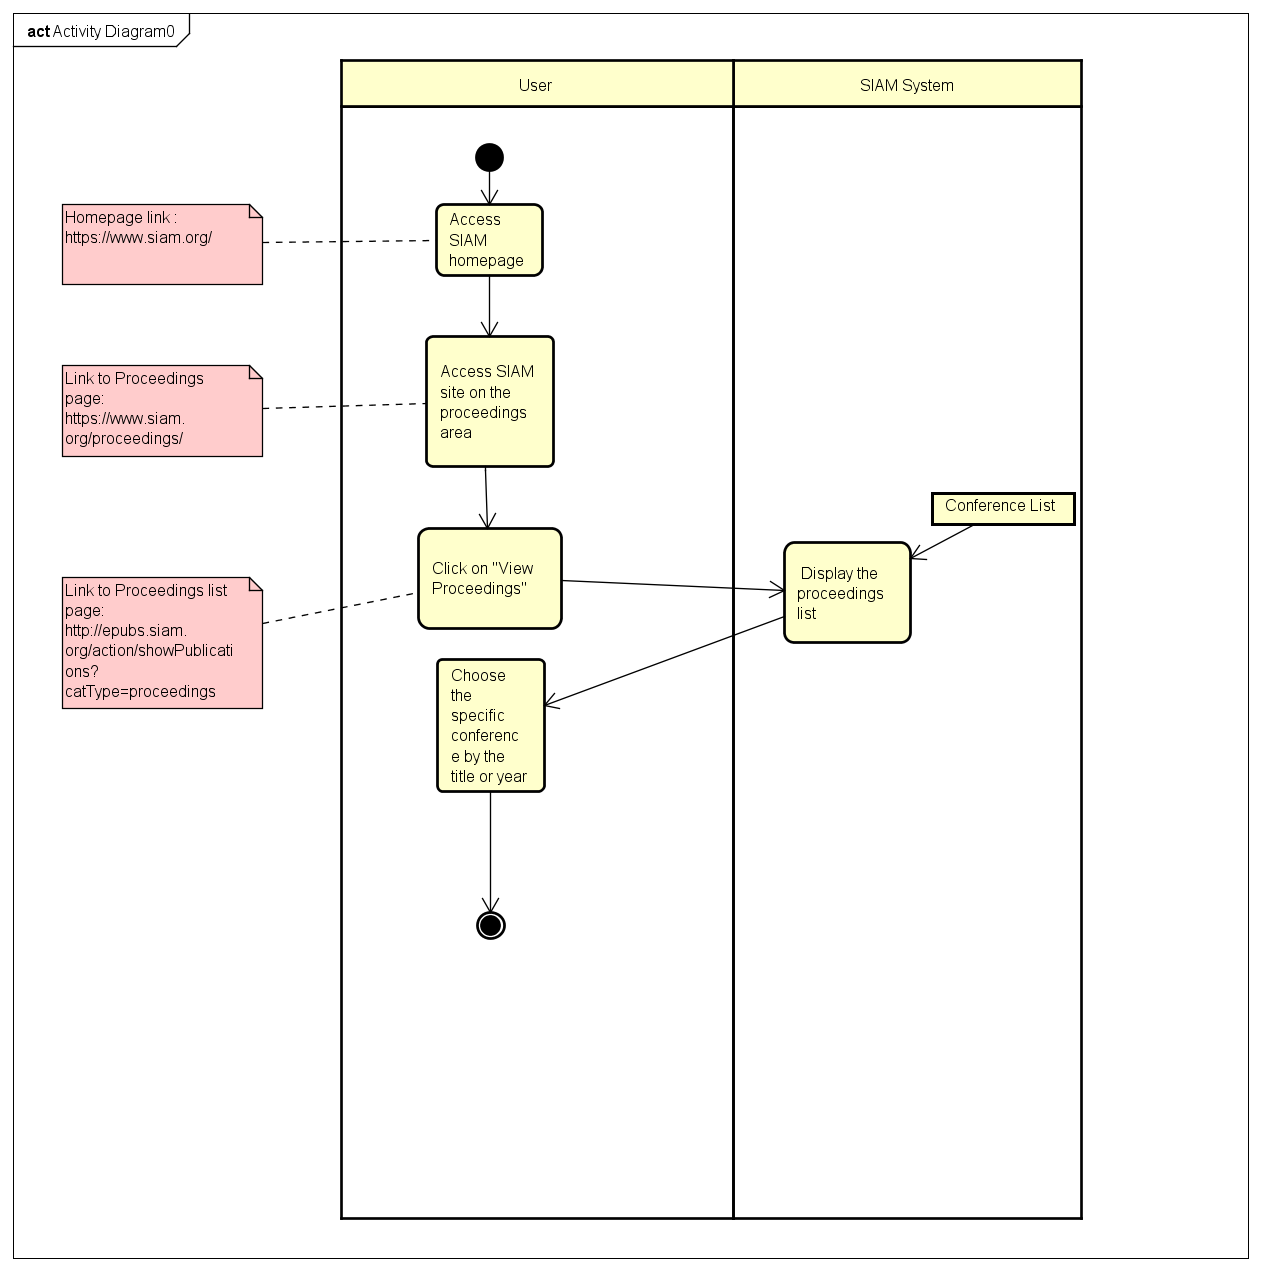 act Activity Diagram0
User
SIAM System
Homepage link :
https://www.siam.org/
Access
SIAM
homepage
Link to Proceedings
page:
https://www.siam.
org/proceedings/
Access SIAM
site on the
proceedings
area
Conference List
Click on "View
Proceedings"
Display the
proceedings
list
Link to Proceedings list
page:
http://epubs.siam.
org/action/showPublicati
ons?
catType=proceedings
Choose
the
specific
conferenc
e by the
title or year